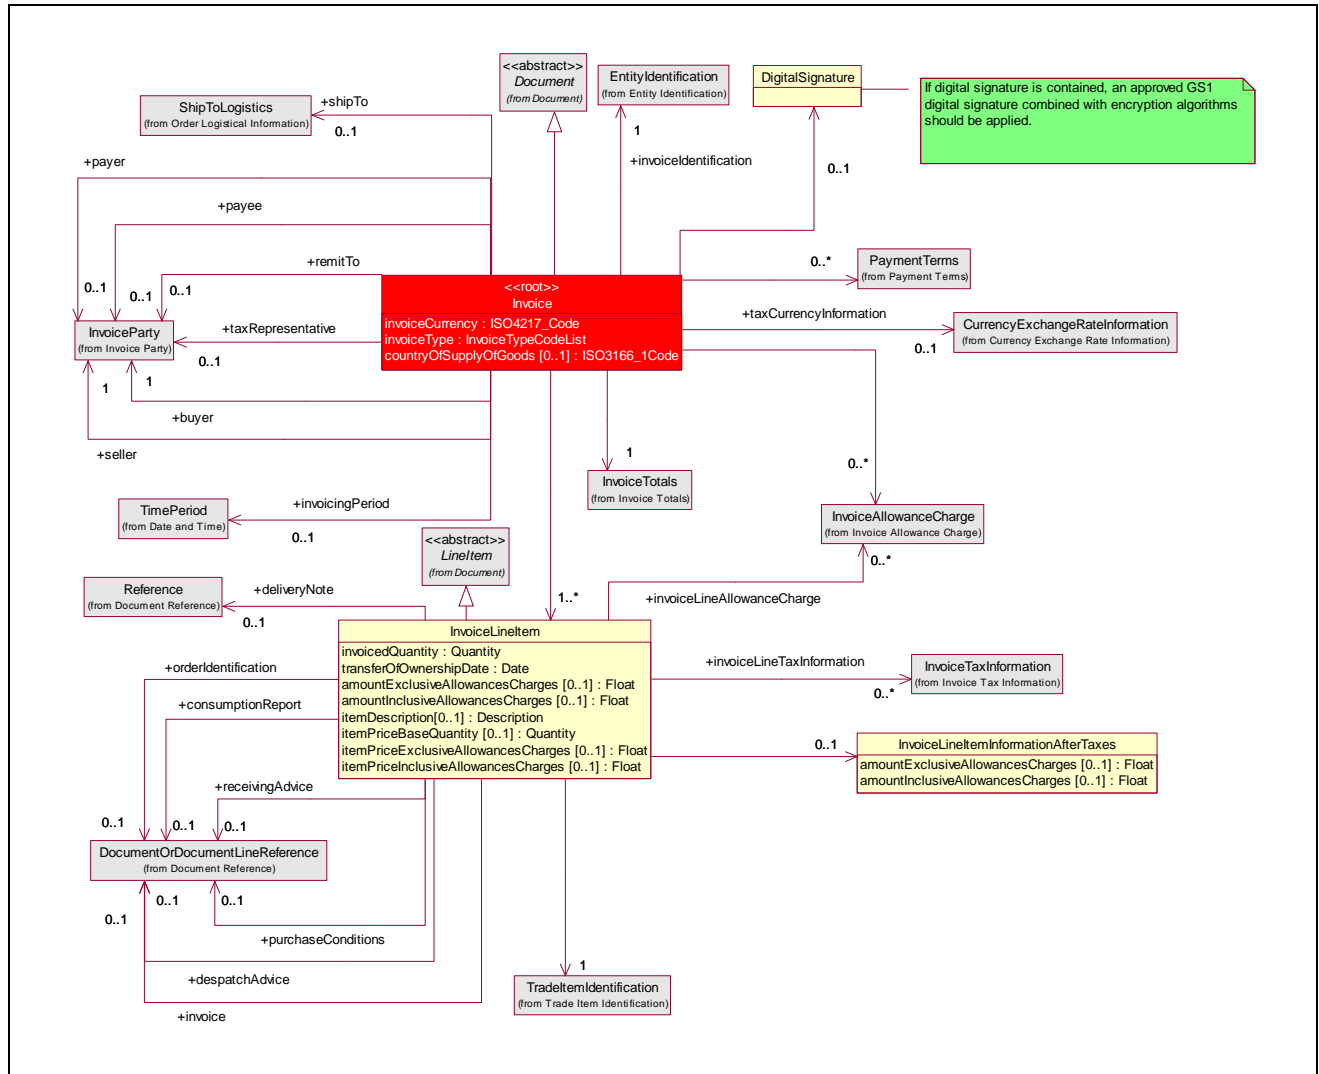 <<abstract>>
Document
(from Document)
EntityIdentification
(from Entity Identification)
DigitalSignature
If digital signature is contained, an approved GS1
digital signature combined with encryption algorithms
should be applied.
ShipToLogistics
(from Order Logistical Information)
+shipTo
0..1
1
+invoiceIdentification
0..1
+payer
+payee
+remitTo
0..1
0..1
0..1
0..*
PaymentTerms
(from Payment Terms)
<<root>>
Invoice
invoiceCurrency : ISO4217_Code
invoiceType : InvoiceTypeCodeList
countryOfSupplyOfGoods [0..1] : ISO3166_1Code
InvoiceParty
(from Invoice Party)
+taxRepresentative
0..1
+taxCurrencyInformation
0..1
CurrencyExchangeRateInformation
(from Currency Exchange Rate Information)
1
1
+buyer
+seller
1
InvoiceTotals
(from Invoice Totals)
0..*
InvoiceAllowanceCharge
(from Invoice Allowance Charge)
0..*
TimePeriod
(from Date and Time)
+invoicingPeriod
0..1
<<abstract>>
LineItem
(from Document)
Reference
(from Document Reference)
+deliveryNote
0..1
1..*
+invoiceLineAllowanceCharge
InvoiceLineItem
invoicedQuantity : Quantity
transferOfOwnershipDate : Date
amountExclusiveAllowancesCharges [0..1] : Float
amountInclusiveAllowancesCharges [0..1] : Float
itemDescription[0..1] : Description
itemPriceBaseQuantity [0..1] : Quantity
itemPriceExclusiveAllowancesCharges [0..1] : Float
itemPriceInclusiveAllowancesCharges [0..1] : Float
+invoiceLineTaxInformation
0..*
InvoiceTaxInformation
(from Invoice Tax Information)
+orderIdentification
+consumptionReport
0..1
InvoiceLineItemInformationAfterTaxes
amountExclusiveAllowancesCharges [0..1] : Float
amountInclusiveAllowancesCharges [0..1] : Float
+receivingAdvice
0..1
0..1
0..1
DocumentOrDocumentLineReference
(from Document Reference)
0..1
0..1
0..1
+purchaseConditions
+despatchAdvice
+invoice
1
TradeItemIdentification
(from Trade Item Identification)